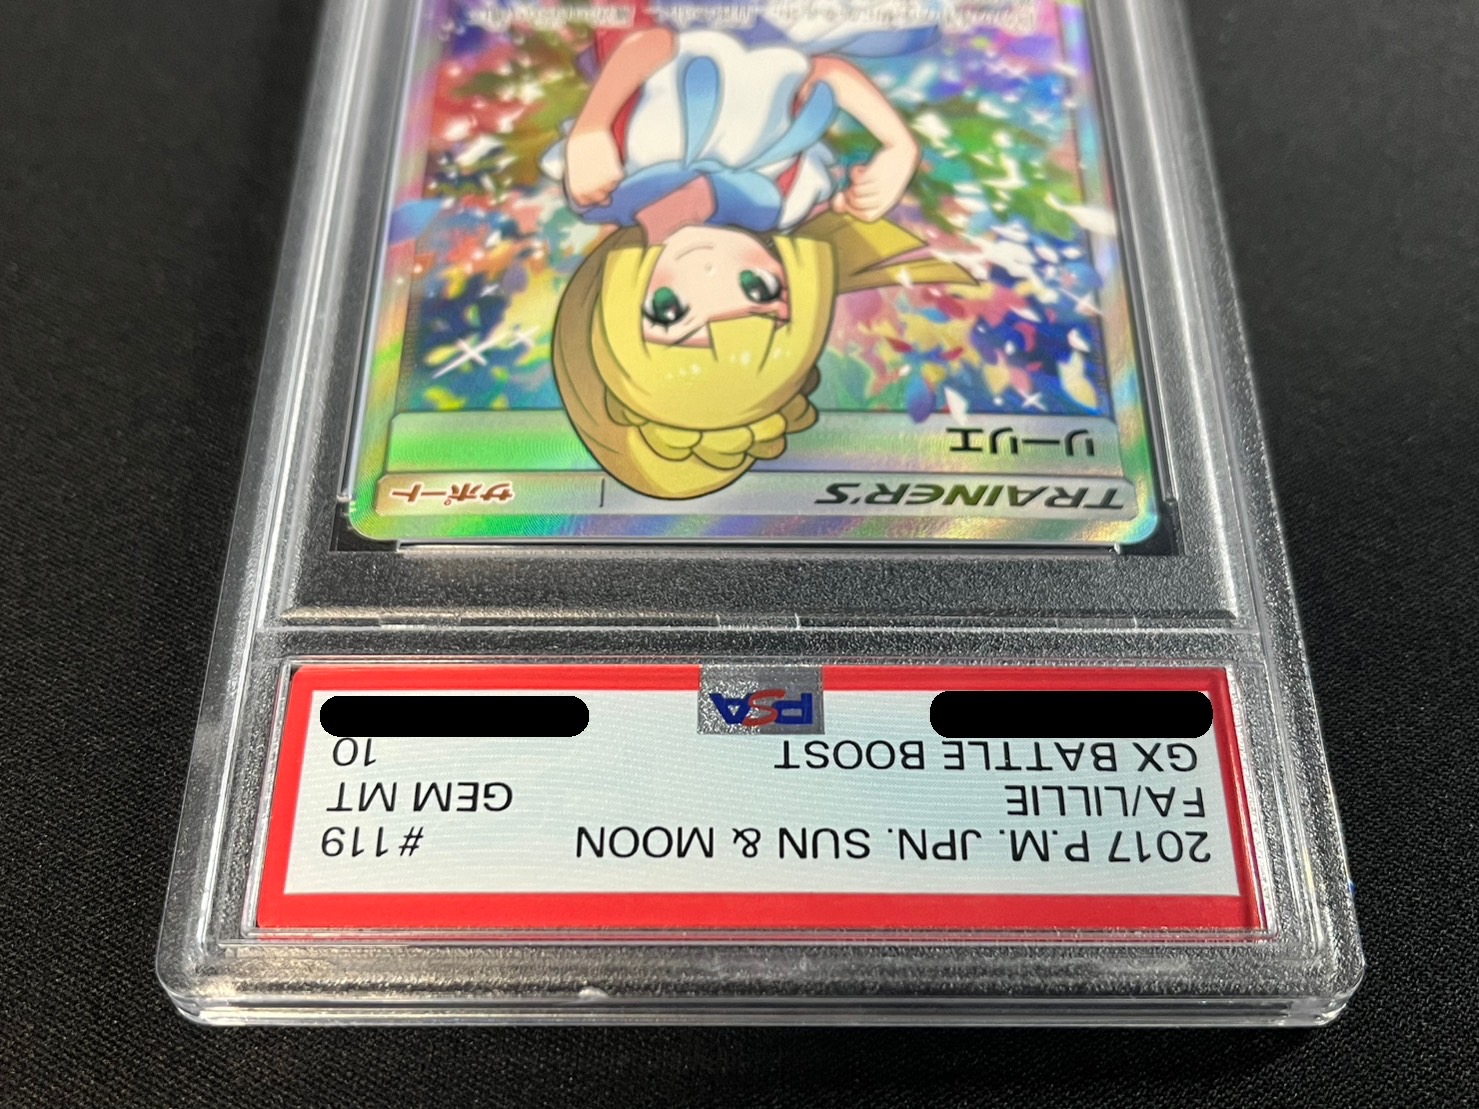 2017 P.M. JPN. SUN & MOON #119
FA/LILLIE GEM MT
GX BATTLE BOOST 10
PSA
TRAINER'S サポート
リーリエ